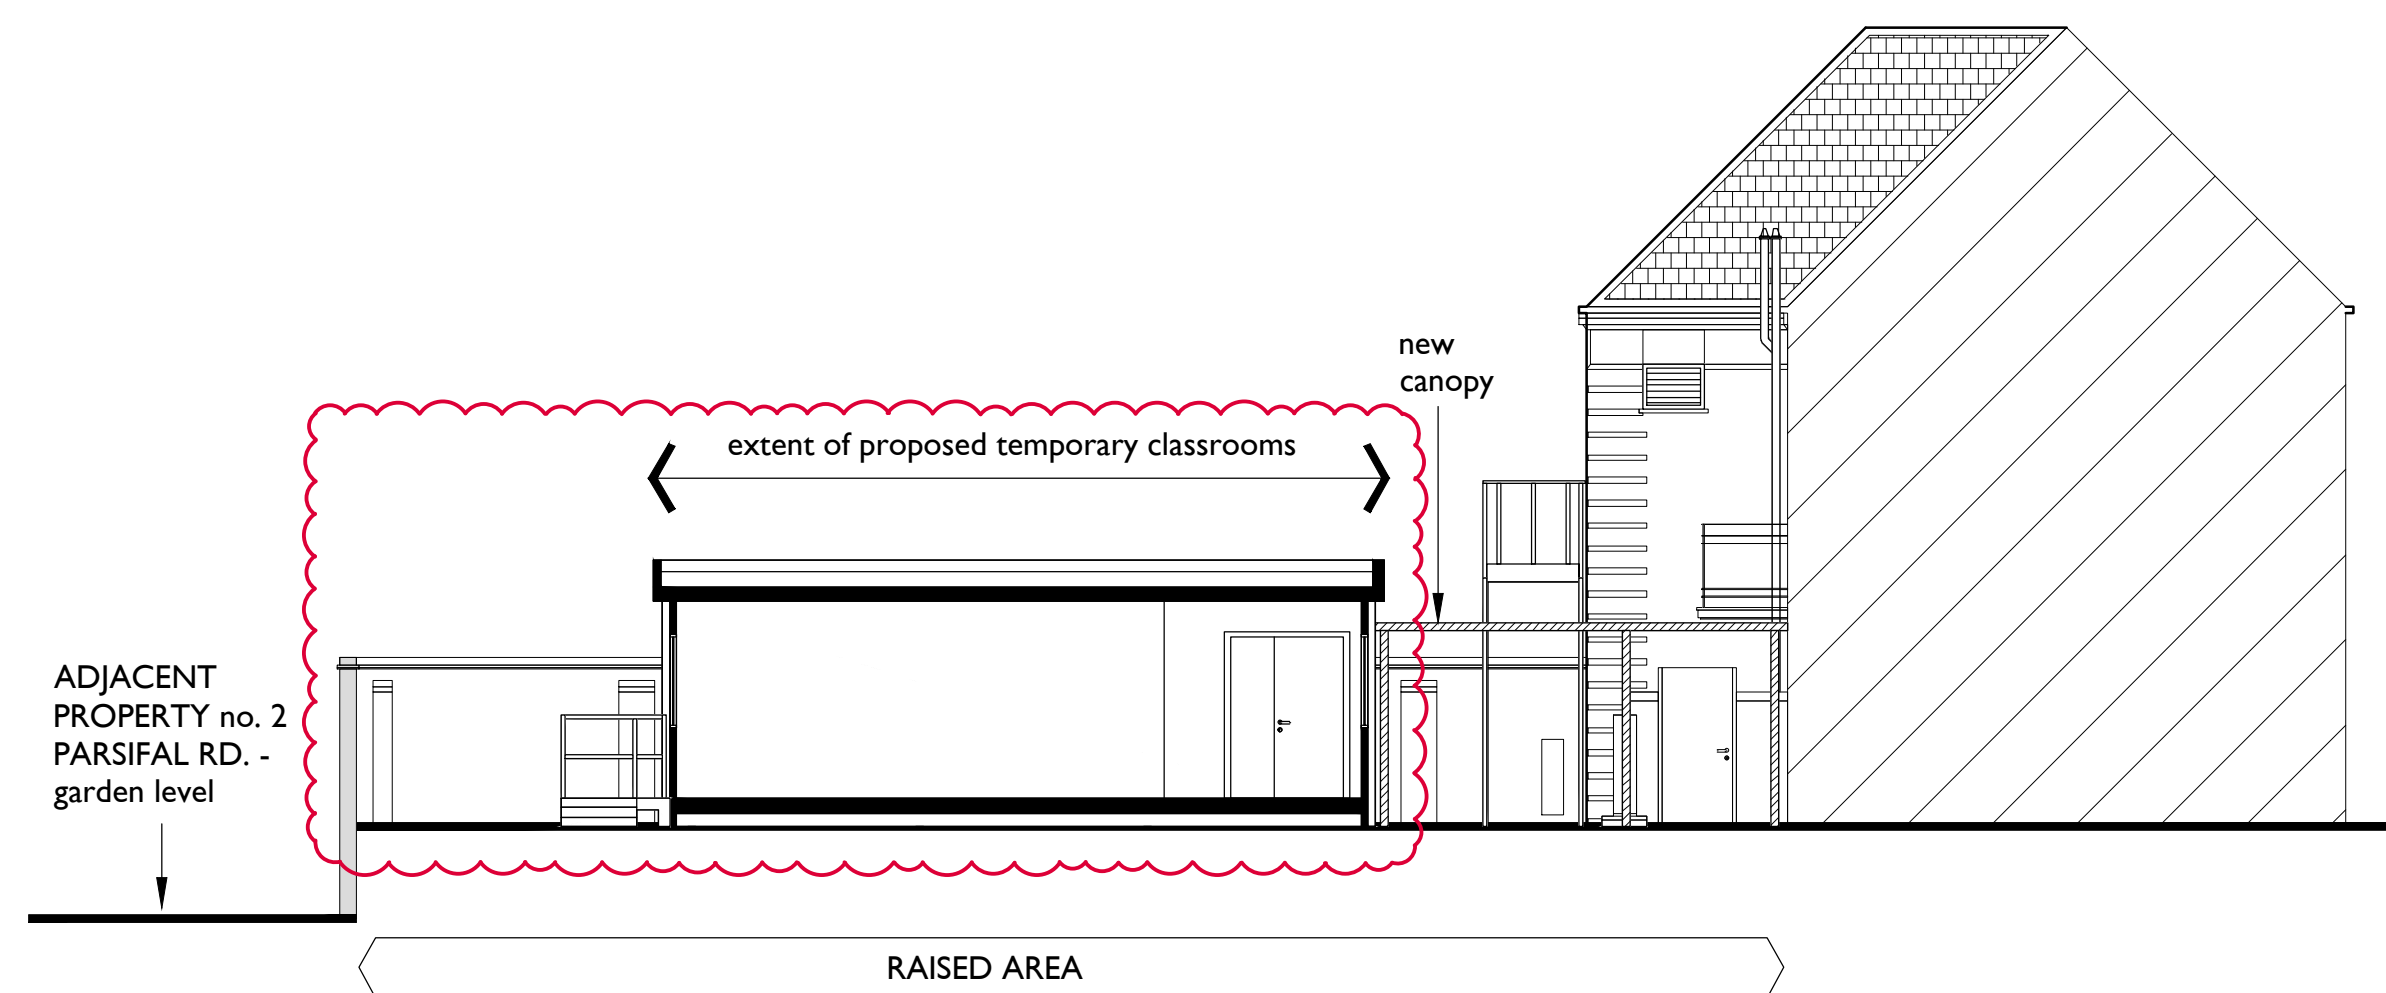 new
canopy
extent of proposed temporary classrooms
ADJACENT
PROPERTY no. 2
PARSIFAL RD. -
garden level
RAISED AREA